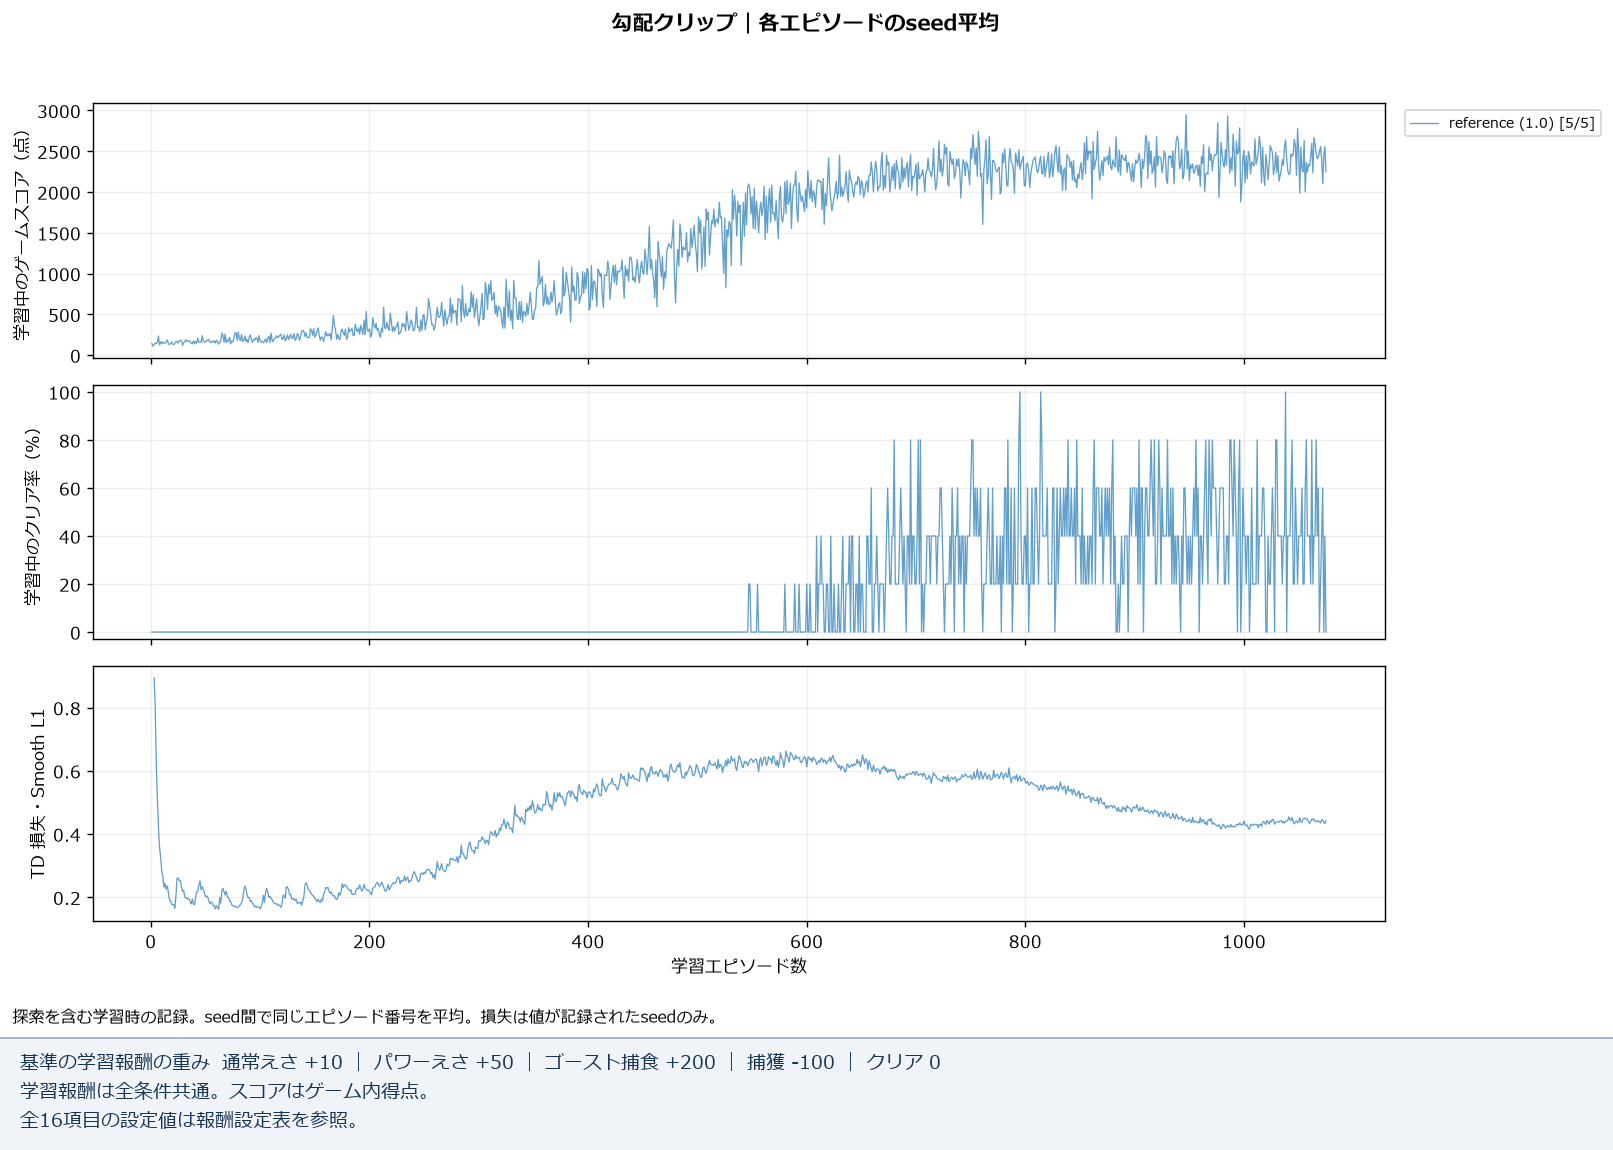 勾配クリップ｜各エピソードのseed平均
reference (1.0) [5/5]
学習中のゲームスコア（点）
3000
2500
2000
1500
1000
500
0
学習中のクリア率（%）
100
80
60
40
20
0
TD 損失・Smooth L1
0.8
0.6
0.4
0.2
0
200
400
600
800
1000
学習エピソード数
探索を含む学習時の記録。seed間で同じエピソード番号を平均。損失は値が記録されたseedのみ。
基準の学習報酬の重み 通常えさ +10 ｜ パワーえさ +50 ｜ ゴースト捕食 +200 ｜ 捕獲 -100 ｜ クリア 0
学習報酬は全条件共通。スコアはゲーム内得点。
全16項目の設定値は報酬設定表を参照。